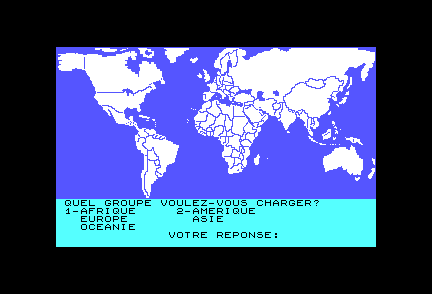 QUEL GROUPE VOULEZ-VOUS CHARGER?
1-AFRIQUE 2-AMERIQUE
EUROPE ASIE
OCEANIE
VOTRE REPONSE: